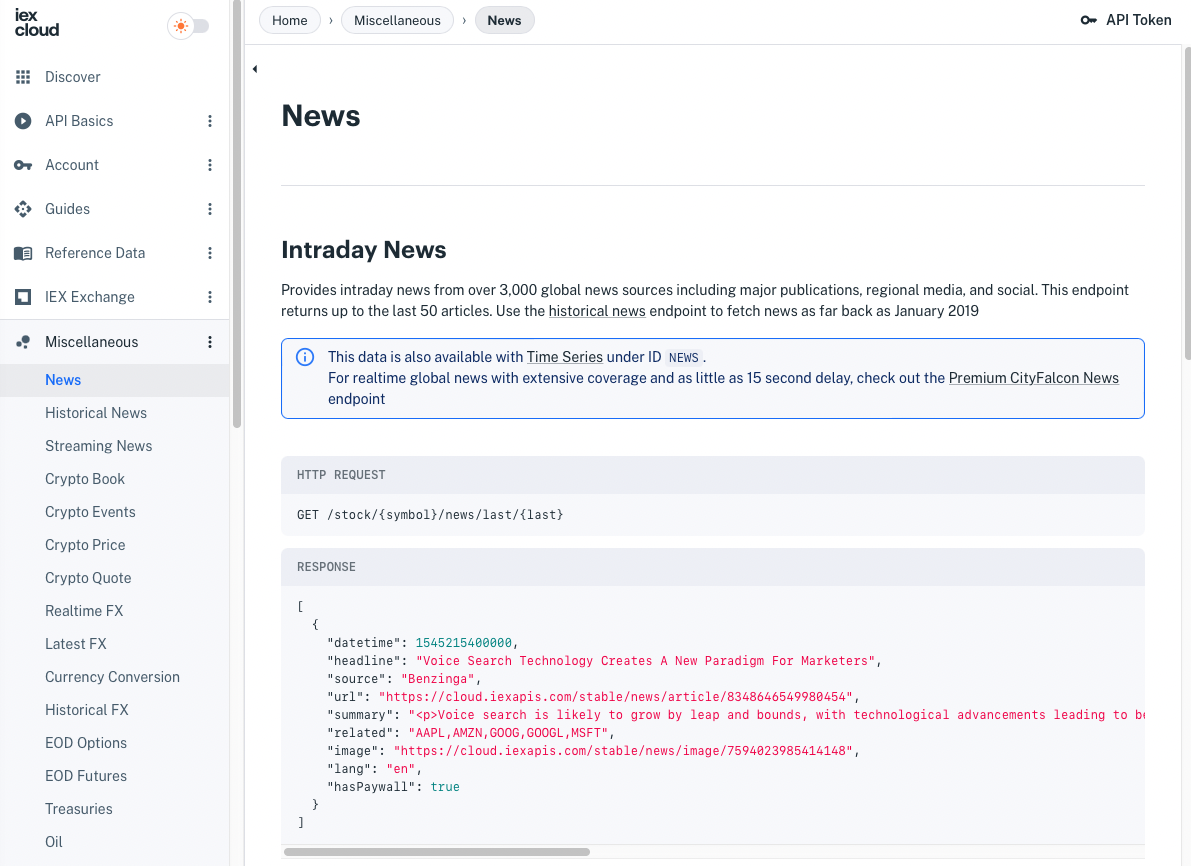 iex
cloud
Discover
API Basics
Account
Guides
Reference Data
IEX Exchange
Miscellaneous
News
Historical News
Streaming News
Crypto Book
Crypto Events
Crypto Price
Crypto Quote
Realtime FX
Latest FX
Currency Conversion
Historical FX
EOD Options
EOD Futures
Treasuries
Oil
Home › Miscellaneous › News
API Token
News
Intraday News
Provides intraday news from over 3,000 global news sources including major publications, regional media, and social. This endpoint
returns up to the last 50 articles. Use the historical news endpoint to fetch news as far back as January 2019
This data is also available with Time Series under ID NEWS.
For realtime global news with extensive coverage and as little as 15 second delay, check out the Premium CityFalcon News
endpoint
HTTP REQUEST
GET /stock/{symbol}/news/last/{last}
RESPONSE
[
{
"datetime": 1545215400000,
"headline": "Voice Search Technology Creates A New Paradigm For Marketers",
"source": "Benzinga",
"url": "https://cloud.iexapis.com/stable/news/article/8348646549980454",
"summary": "<p>Voice search is likely to grow by leap and bounds, with technological advancements leading to be
"related": "AAPL,AMZN,GOOG,GOOGL,MSFT",
"image": "https://cloud.iexapis.com/stable/news/image/7594023985414148",
"lang": "en",
"hasPaywall": true
}
]